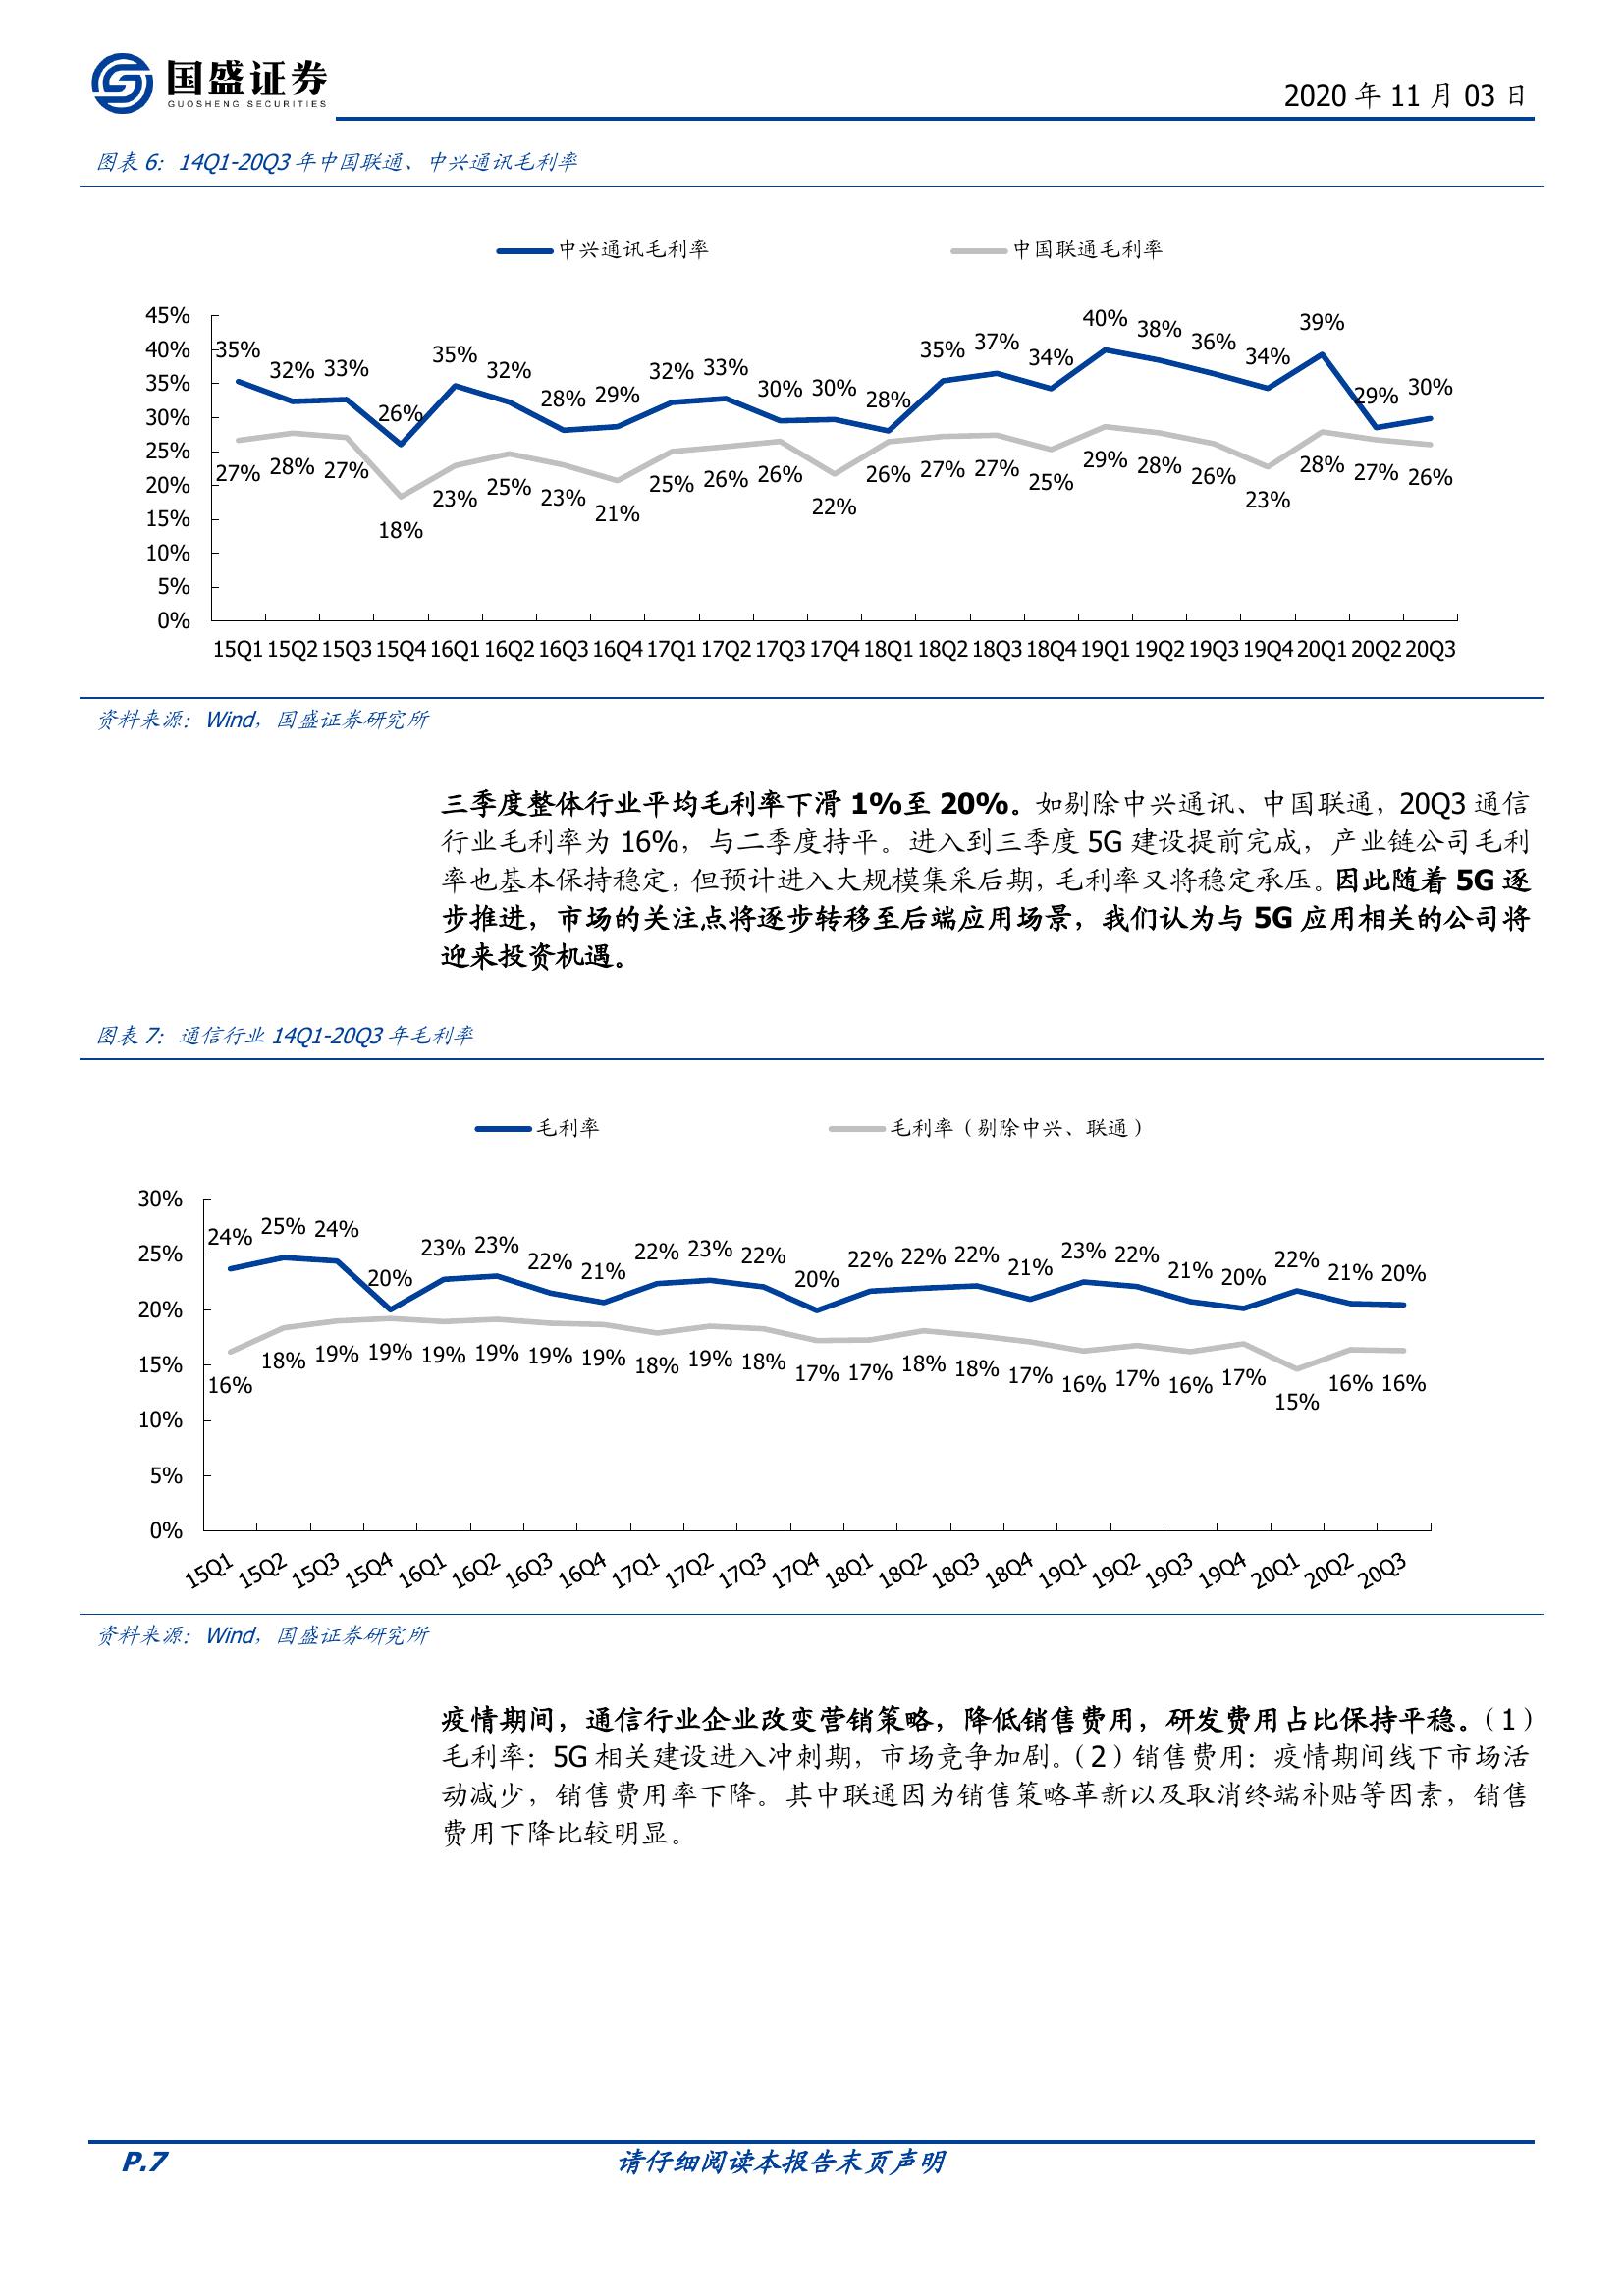 国盛证券
GUOSHENG SECURITIES
2020 年 11 月 03 日
图表 6：14Q1-20Q3 年中国联通、中兴通讯毛利率
中兴通讯毛利率 中国联通毛利率
45%
40%
35%
30%
25%
20%
15%
10%
5%
0%
35% 32% 33% 26% 35% 32% 28% 29% 32% 33% 30% 30% 28% 35% 37% 34% 40% 38% 36% 34% 39% 29% 30%
27% 28% 27% 18% 23% 25% 23% 21% 25% 26% 26% 22% 26% 27% 27% 25% 29% 28% 26% 23% 28% 27% 26%
15Q1 15Q2 15Q3 15Q4 16Q1 16Q2 16Q3 16Q4 17Q1 17Q2 17Q3 17Q4 18Q1 18Q2 18Q3 18Q4 19Q1 19Q2 19Q3 19Q4 20Q1 20Q2 20Q3
资料来源：Wind，国盛证券研究所
三季度整体行业平均毛利率下滑 1%至 20%。如剔除中兴通讯、中国联通，20Q3 通信
行业毛利率为 16%，与二季度持平。进入到三季度 5G 建设提前完成，产业链公司毛利
率也基本保持稳定，但预计进入大规模集采后期，毛利率又将稳定承压。因此随着 5G 逐
步推进，市场的关注点将逐步转移至后端应用场景，我们认为与 5G 应用相关的公司将
迎来投资机遇。
图表 7：通信行业 14Q1-20Q3 年毛利率
毛利率 毛利率（剔除中兴、联通）
30%
25%
20%
15%
10%
5%
0%
24% 25% 24% 20% 23% 23% 22% 21% 22% 23% 22% 20% 22% 22% 22% 21% 23% 22% 21% 20% 22% 21% 20%
16% 18% 19% 19% 19% 19% 19% 19% 18% 19% 18% 17% 17% 18% 18% 17% 16% 17% 16% 17% 15% 16% 16%
15Q1 15Q2 15Q3 15Q4 16Q1 16Q2 16Q3 16Q4 17Q1 17Q2 17Q3 17Q4 18Q1 18Q2 18Q3 18Q4 19Q1 19Q2 19Q3 19Q4 20Q1 20Q2 20Q3
资料来源：Wind，国盛证券研究所
疫情期间，通信行业企业改变营销策略，降低销售费用，研发费用占比保持平稳。（1）
毛利率：5G 相关建设进入冲刺期，市场竞争加剧。（2）销售费用：疫情期间线下市场活
动减少，销售费用率下降。其中联通因为销售策略革新以及取消终端补贴等因素，销售
费用下降比较明显。
P.7
请仔细阅读本报告末页声明